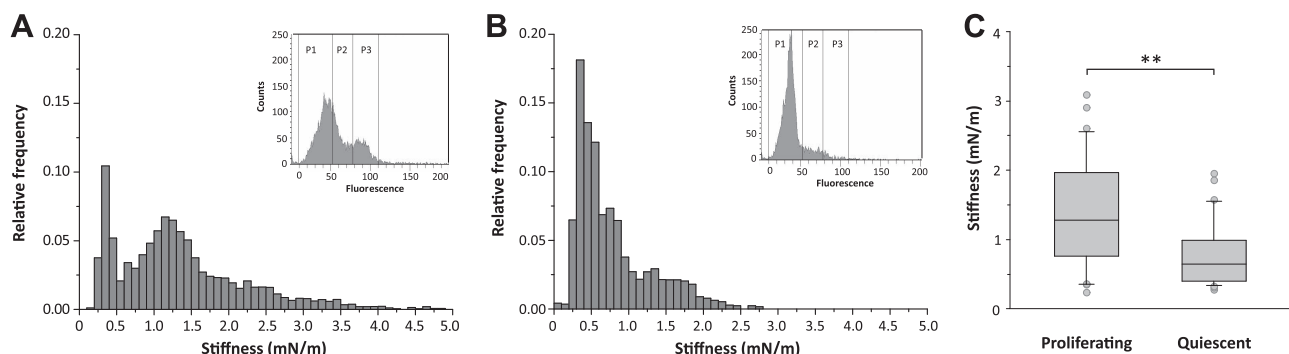 A
0.20
0.15
0.10
0.05
0.00
Relative frequency
0 0.5 1.0 1.5 2.0 2.5 3.0 3.5 4.0 4.5 5.0
Stiffness (mN/m)
250
200
150
100
50
0
Counts
P1 P2 P3
0 50 100 150 200
Fluorescence
B
0.20
0.15
0.10
0.05
0.00
Relative frequency
0 0.5 1.0 1.5 2.0 2.5 3.0 3.5 4.0 4.5 5.0
Stiffness (mN/m)
250
200
150
100
50
0
Counts
P1 P2 P3
0 50 100 150 200
Fluorescence
C
4
3
2
1
0
Stiffness (mN/m)
**
Proliferating Quiescent